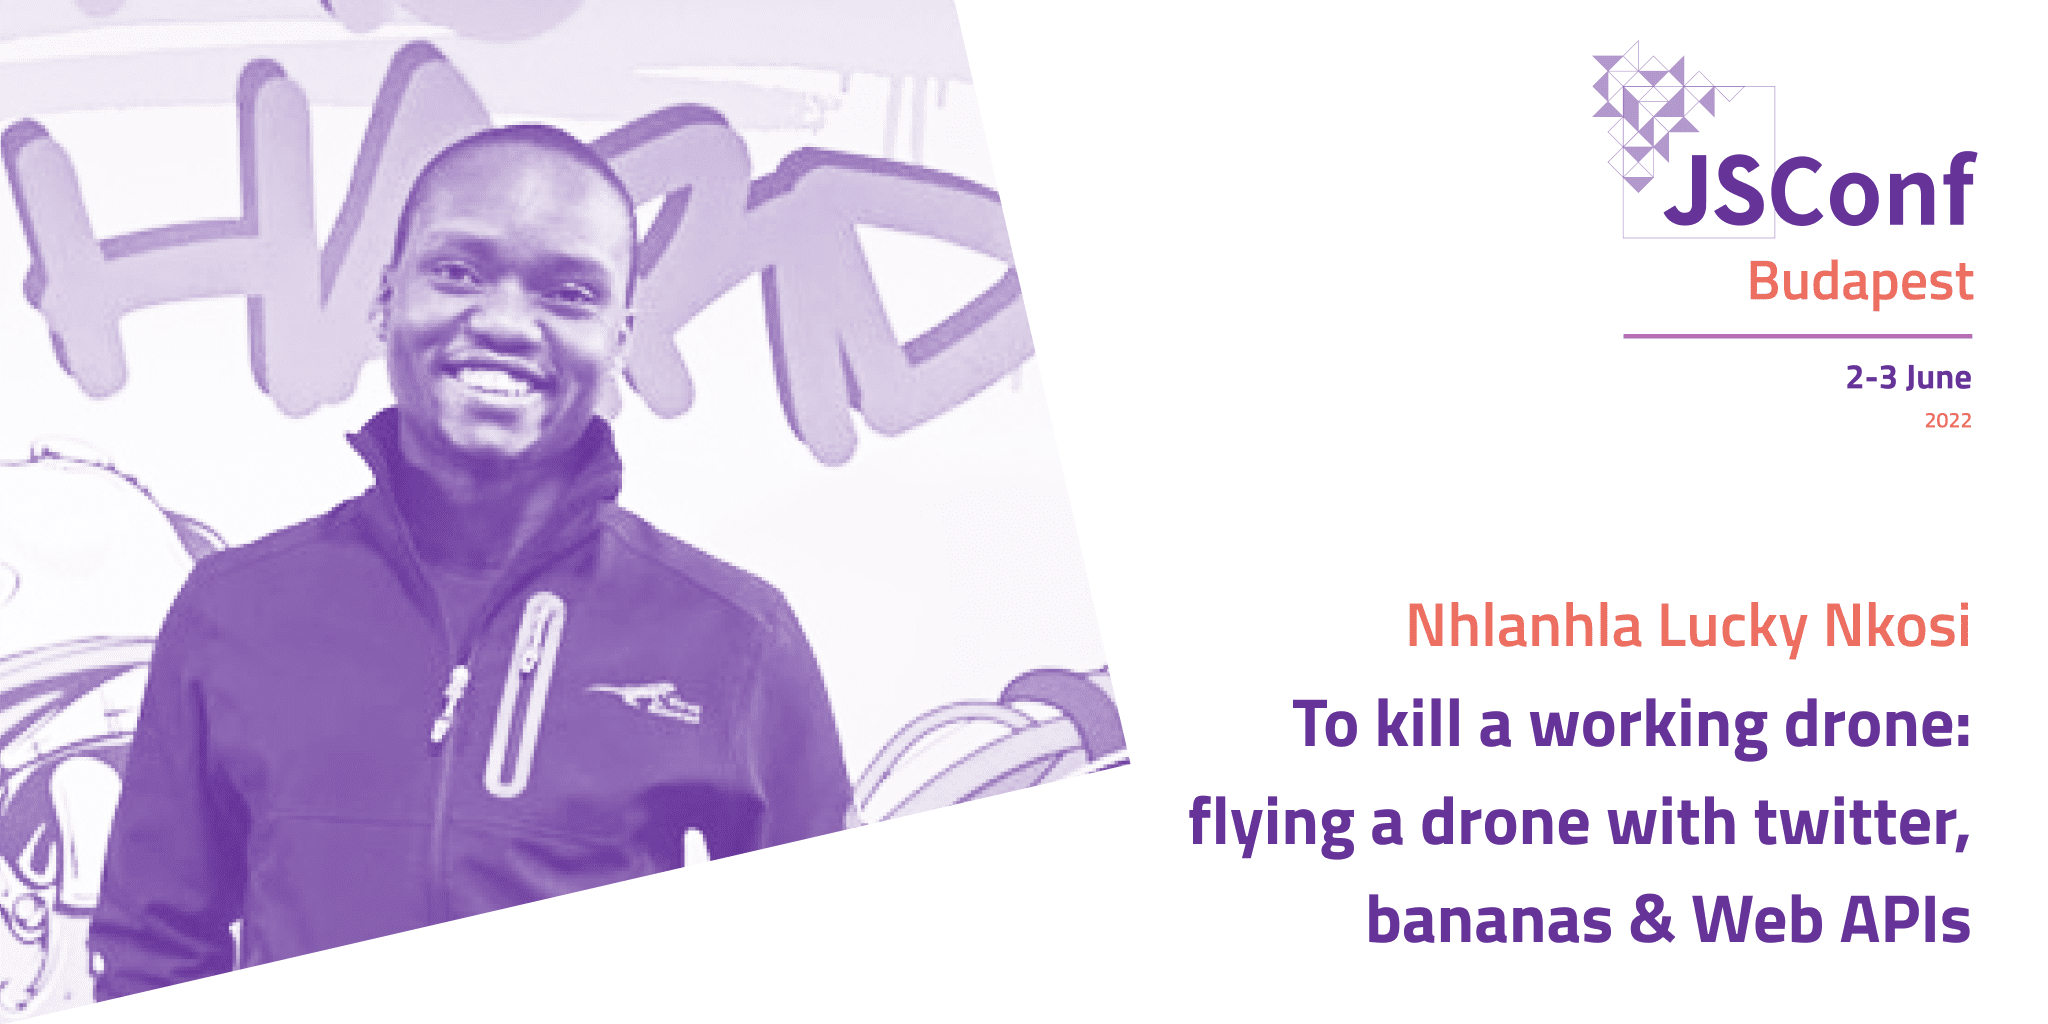 HARD
JSConf
Budapest
2-3 June
2022
Nhlanhla Lucky Nkosi
To kill a working drone:
flying a drone with twitter,
bananas & Web APIs